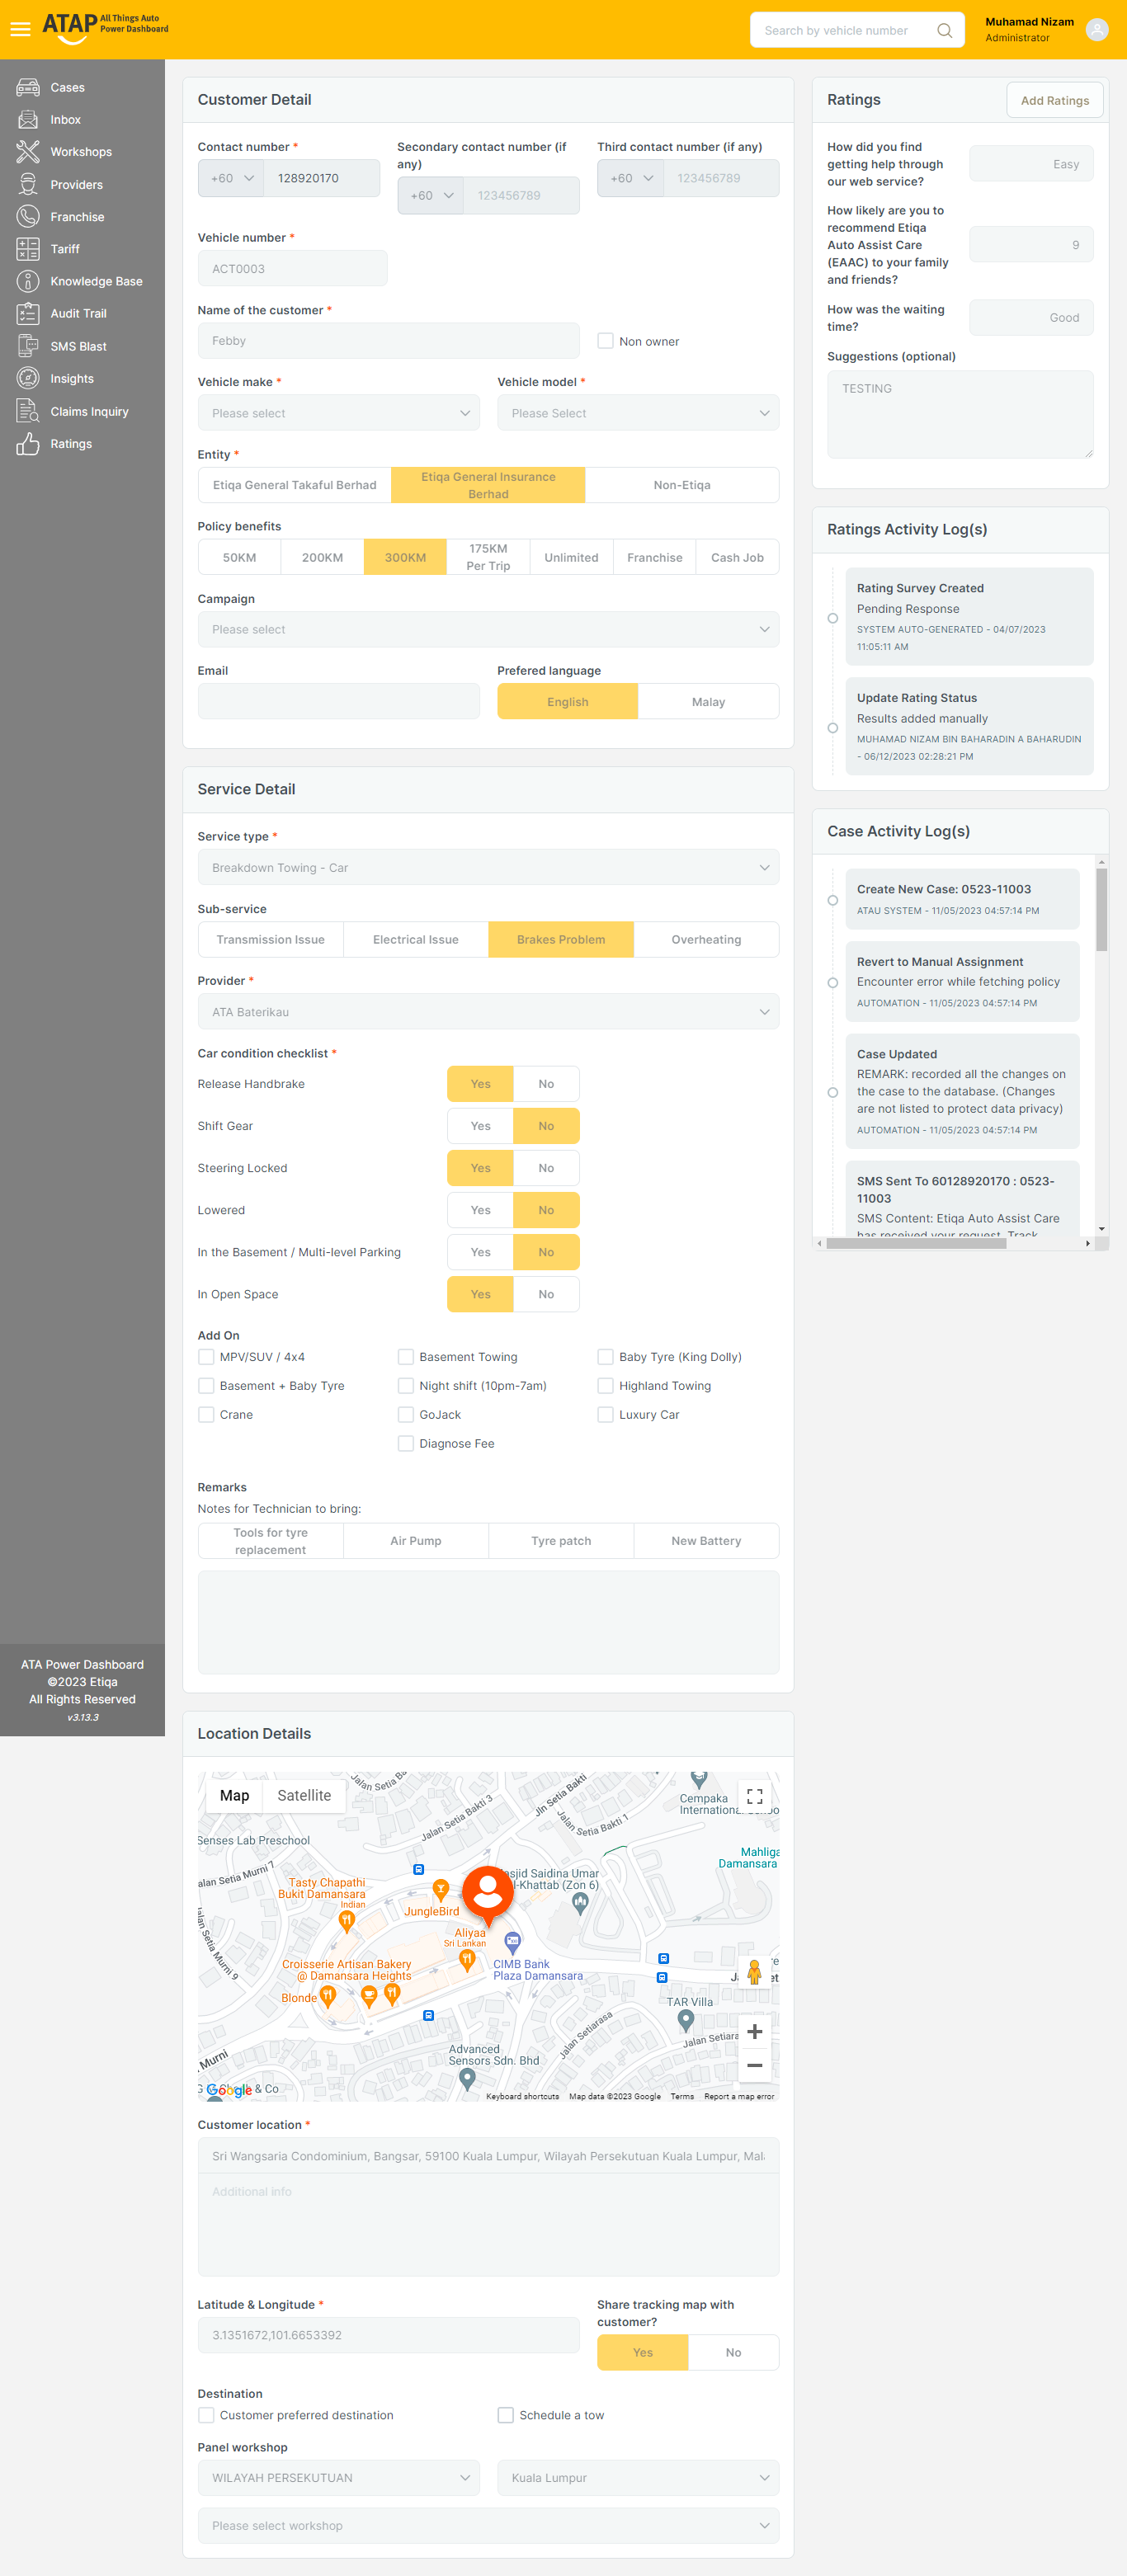 ATAP All Things Auto
Power Dashboard
Search by vehicle number
Muhamad Nizam
Administrator
Cases
Inbox
Workshops
Providers
Franchise
Tariff
Knowledge Base
Audit Trail
SMS Blast
Insights
Claims Inquiry
Ratings
ATA Power Dashboard
©2023 Etiqa
All Rights Reserved
v3.13.3
Customer Detail
Contact number *
+60 128920170
Secondary contact number (if
any)
+60 123456789
Third contact number (if any)
+60 123456789
Vehicle number *
ACT0003
Name of the customer *
Febby
Non owner
Vehicle make *
Please select
Vehicle model *
Please Select
Entity *
Etiqa General Takaful Berhad
Etiqa General Insurance
Berhad
Non-Etiqa
Policy benefits
50KM
200KM
300KM
175KM
Per Trip
Unlimited
Franchise
Cash Job
Campaign
Please select
Email
Prefered language
English
Malay
Service Detail
Service type *
Breakdown Towing - Car
Sub-service
Transmission Issue
Electrical Issue
Brakes Problem
Overheating
Provider *
ATA Baterikau
Car condition checklist *
Release Handbrake Yes No
Shift Gear Yes No
Steering Locked Yes No
Lowered Yes No
In the Basement / Multi-level Parking Yes No
In Open Space Yes No
Add On
MPV/SUV / 4x4
Basement Towing
Baby Tyre (King Dolly)
Basement + Baby Tyre
Night shift (10pm-7am)
Highland Towing
Crane
GoJack
Luxury Car
Diagnose Fee
Remarks
Notes for Technician to bring:
Tools for tyre
replacement
Air Pump
Tyre patch
New Battery
Location Details
Map
Satellite
Jalan Setia Ba
Jalan Setia Bakti 3
Jln Setia Bakti
Jalan Setia Bakti 1
Cempaka
International
Senses Lab Preschool
Mahliga
Damansara
alan Setia Murni 7
Tasty Chapathi
Bukit Damansara
Indian
asjid Saidina Umar
l-Khattab (Zon 6)
JungleBird
Aliyaa
Sri Lankan
Jalan Setia Murni 9
Croisserie Artisan Bakery
@ Damansara Heights
CIMB Bank
Plaza Damansara
Blonde
TAR Villa
Jalan Setiarasa
Jalan Setiara
Murni
Advanced
Sensors Sdn. Bhd
& Co
Google
Keyboard shortcuts
Map data ©2023 Google
Terms
Report a map error
Customer location *
Sri Wangsaria Condominium, Bangsar, 59100 Kuala Lumpur, Wilayah Persekutuan Kuala Lumpur, Mala
Additional info
Latitude & Longitude *
3.1351672,101.6653392
Share tracking map with
customer?
Yes
No
Destination
Customer preferred destination
Schedule a tow
Panel workshop
WILAYAH PERSEKUTUAN
Kuala Lumpur
Please select workshop
Ratings
Add Ratings
How did you find
getting help through
our web service?
Easy
How likely are you to
recommend Etiqa
Auto Assist Care
(EAAC) to your family
and friends?
9
How was the waiting
time?
Good
Suggestions (optional)
TESTING
Ratings Activity Log(s)
Rating Survey Created
Pending Response
SYSTEM AUTO-GENERATED - 04/07/2023
11:05:11 AM
Update Rating Status
Results added manually
MUHAMAD NIZAM BIN BAHARADIN A BAHARUDIN
- 06/12/2023 02:28:21 PM
Case Activity Log(s)
Create New Case: 0523-11003
ATAU SYSTEM - 11/05/2023 04:57:14 PM
Revert to Manual Assignment
Encounter error while fetching policy
AUTOMATION - 11/05/2023 04:57:14 PM
Case Updated
REMARK: recorded all the changes on
the case to the database. (Changes
are not listed to protect data privacy)
AUTOMATION - 11/05/2023 04:57:14 PM
SMS Sent To 60128920170 : 0523-
11003
SMS Content: Etiqa Auto Assist Care
has received your request. Track